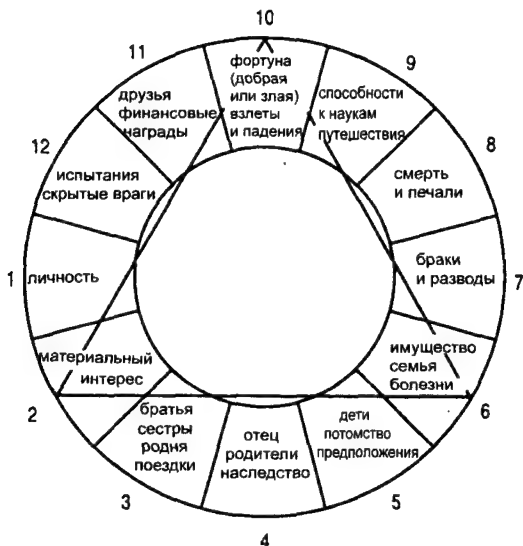 10
фортуна
(добрая
или злая)
взлеты
и падения
11
друзья
финансовые
награды
9
способности
к наукам
путешествия
12
испытания
скрытые враги
8
смерть
и печали
1
личность
браки
и разводы
7
материальный
интерес
2
имущество
семья
болезни
6
братья
сестры
родня
поездки
3
отец
родители
наследство
4
дети
потомство
предположения
5